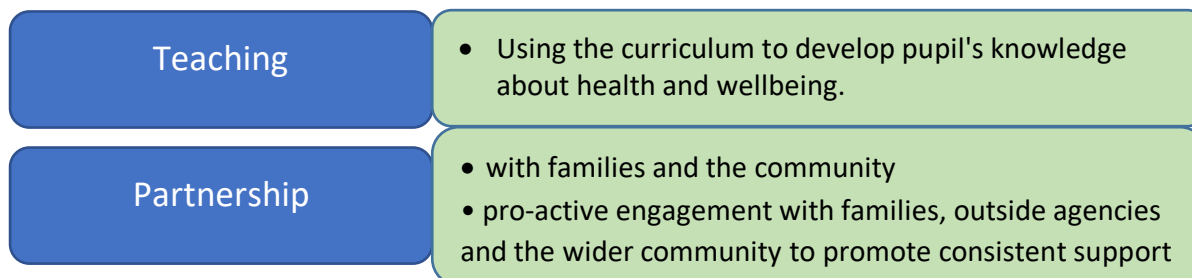 Teaching
• Using the curriculum to develop pupil's knowledge
about health and wellbeing.
Partnership
• with families and the community
• pro-active engagement with families, outside agencies
and the wider community to promote consistent support